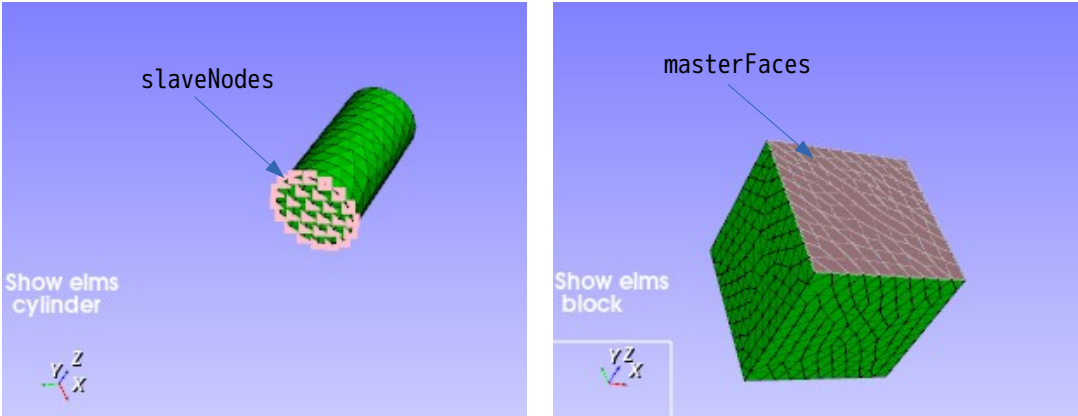 slaveNodes
Show elms
cylinder
Z
Y
X
masterFaces
Show elms
block
Y Z
X